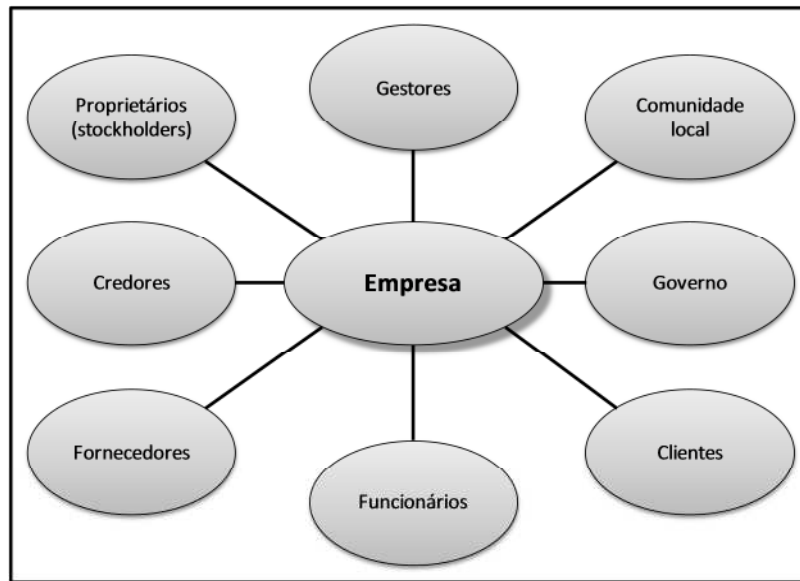 Proprietários
(stockholders)
Gestores
Comunidade
local
Credores
Empresa
Governo
Fornecedores
Funcionários
Clientes